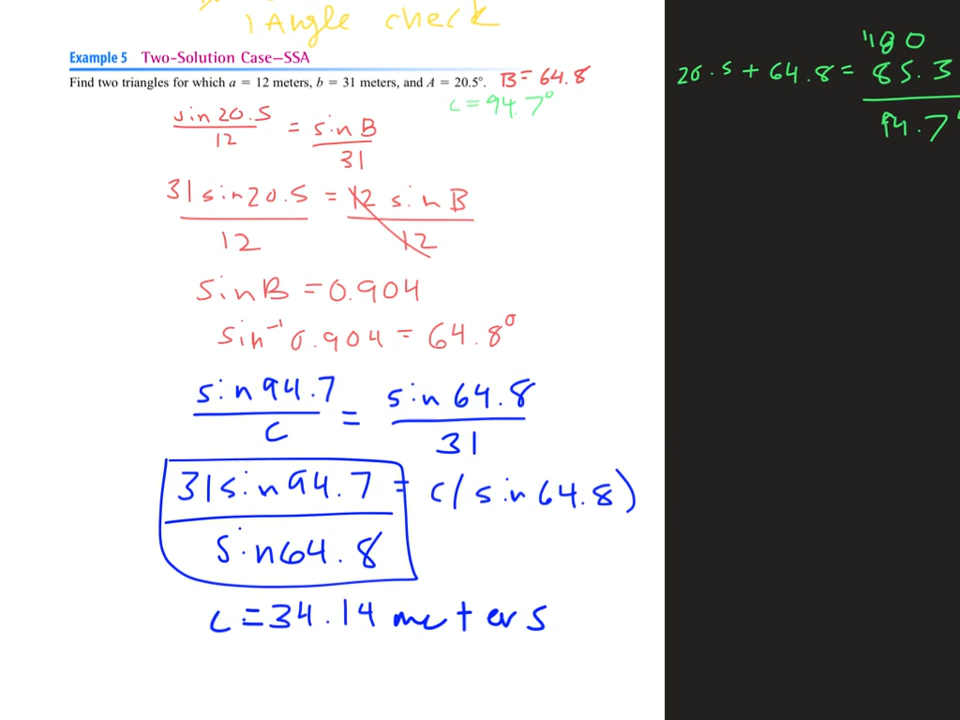 1 Angle check
Example 5 Two-Solution Case—SSA
Find two triangles for which a = 12 meters, b = 31 meters, and A = 20.5°. B = 64.8
C = 94.7°
sin 20.5 / 12 = sin B / 31
31 sin 20.5 / 12 = 12 sin B / 12
sin B = 0.904
sin⁻¹ 0.904 = 64.8°
sin 94.7 / c = sin 64.8 / 31
31 sin 94.7 / sin 64.8 = c (sin 64.8)
c = 34.14 meters
180
20.5 + 64.8 = 85.3
94.7°